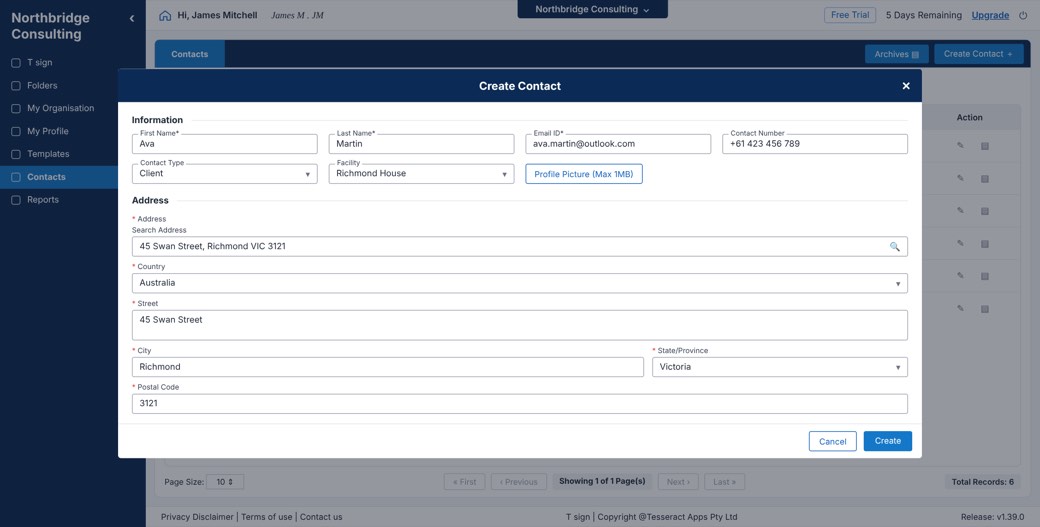 Northbridge Consulting
‹
Hi, James Mitchell
James M . JM
Northbridge Consulting
Free Trial
5 Days Remaining
Upgrade
T sign
Folders
My Organisation
My Profile
Templates
Contacts
Reports
Contacts
Archives
Create Contact +
Action
Create Contact
×
Information
First Name*
Ava
Last Name*
Martin
Email ID*
ava.martin@outlook.com
Contact Number
+61 423 456 789
Contact Type
Client
Facility
Richmond House
Profile Picture (Max 1MB)
Address
* Address
Search Address
45 Swan Street, Richmond VIC 3121
* Country
Australia
* Street
45 Swan Street
* City
Richmond
* State/Province
Victoria
* Postal Code
3121
Cancel
Create
Page Size: 10
« First
‹ Previous
Showing 1 of 1 Page(s)
Next ›
Last »
Total Records: 6
Privacy Disclaimer | Terms of use | Contact us
T sign | Copyright @Tesseract Apps Pty Ltd
Release: v1.39.0